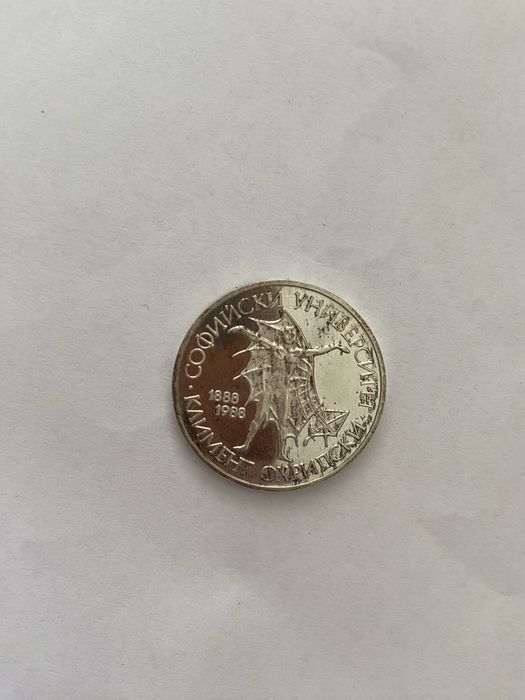 · СОФИЙСКИ УНИВЕРСИТЕТ
1888
1988
КЛИМЕНТ ОХРИДСКИ